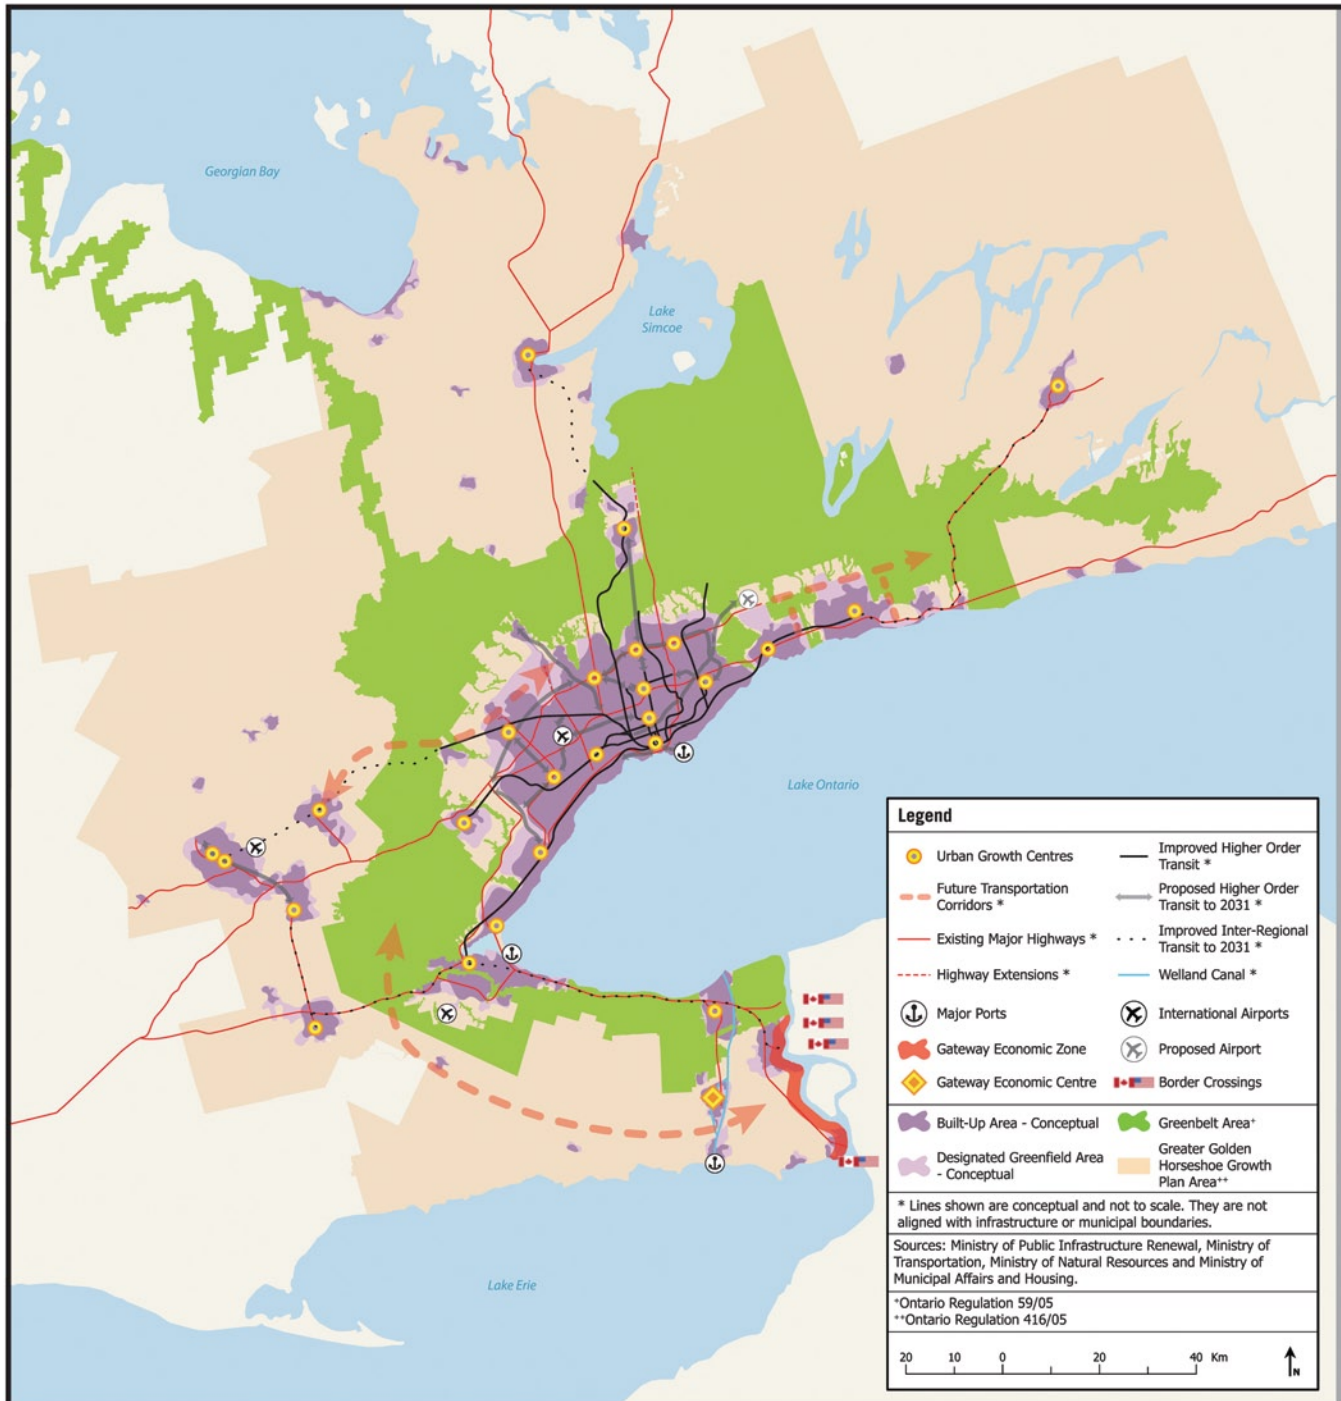 Georgian Bay
Lake
Simcoe
Lake Ontario
Lake Erie
Legend
Urban Growth Centres
Improved Higher Order
Transit *
Future Transportation
Corridors *
Proposed Higher Order
Transit to 2031 *
Existing Major Highways *
Improved Inter-Regional
Transit to 2031 *
Highway Extensions *
Welland Canal *
Major Ports
International Airports
Gateway Economic Zone
Proposed Airport
Gateway Economic Centre
Border Crossings
Built-Up Area - Conceptual
Greenbelt Area+
Designated Greenfield Area
- Conceptual
Greater Golden
Horseshoe Growth
Plan Area++
* Lines shown are conceptual and not to scale. They are not
aligned with infrastructure or municipal boundaries.
Sources: Ministry of Public Infrastructure Renewal, Ministry of
Transportation, Ministry of Natural Resources and Ministry of
Municipal Affairs and Housing.
+Ontario Regulation 59/05
++Ontario Regulation 416/05
20 10 0 20 40 Km
N